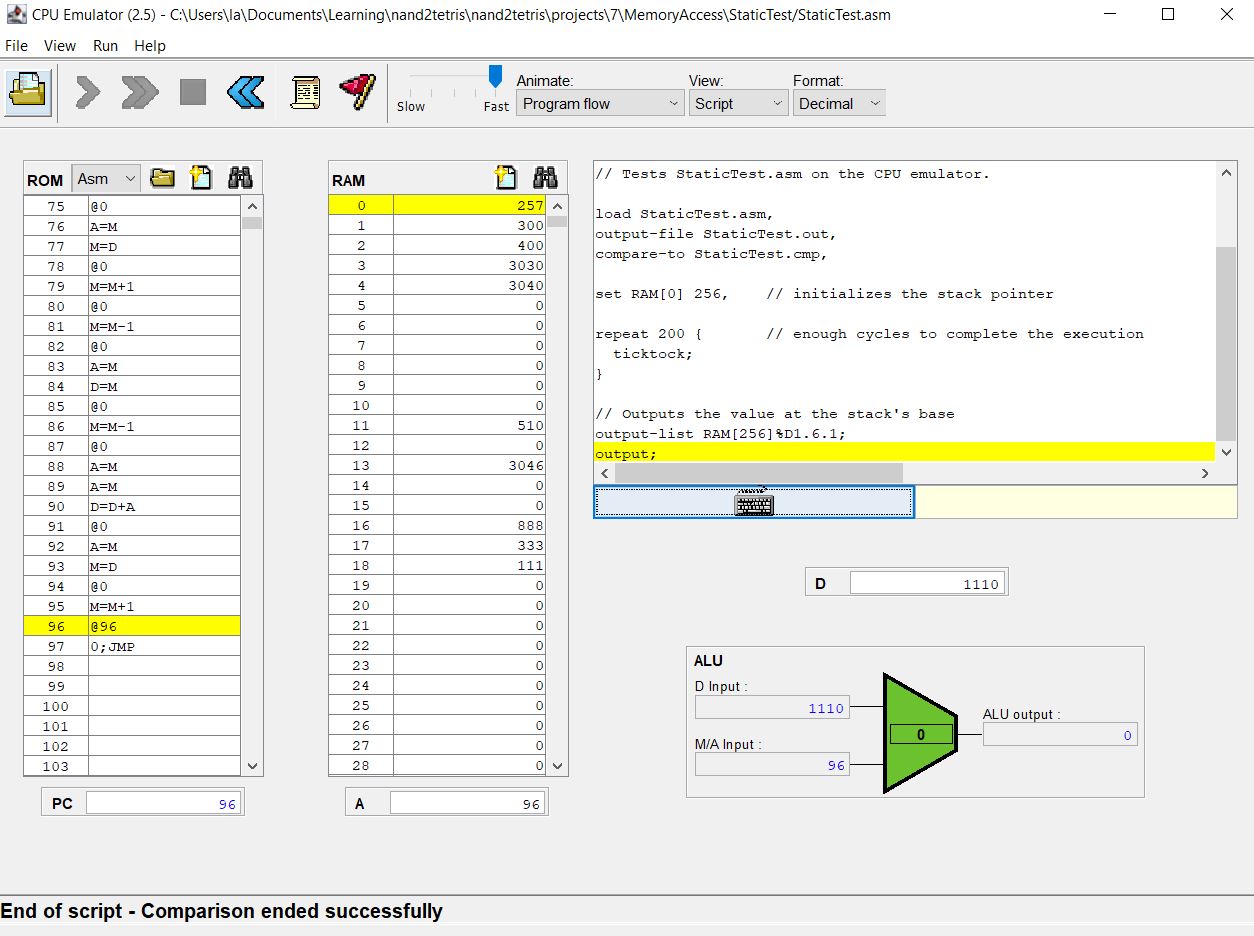 CPU Emulator (2.5) - C:\Users\la\Documents\Learning\nand2tetris\nand2tetris\projects\7\MemoryAccess\StaticTest/StaticTest.asm
File View Run Help
Slow Fast
Animate: View: Format:
Program flow Script Decimal
ROM Asm
75 @0
76 A=M
77 M=D
78 @0
79 M=M+1
80 @0
81 M=M-1
82 @0
83 A=M
84 D=M
85 @0
86 M=M-1
87 @0
88 A=M
89 A=M
90 D=D+A
91 @0
92 A=M
93 M=D
94 @0
95 M=M+1
96 @96
97 0;JMP
98
99
100
101
102
103
PC 96
RAM
0 257
1 300
2 400
3 3030
4 3040
5 0
6 0
7 0
8 0
9 0
10 0
11 510
12 0
13 3046
14 0
15 0
16 888
17 333
18 111
19 0
20 0
21 0
22 0
23 0
24 0
25 0
26 0
27 0
28 0
A 96
// Tests StaticTest.asm on the CPU emulator.
load StaticTest.asm,
output-file StaticTest.out,
compare-to StaticTest.cmp,
set RAM[0] 256, // initializes the stack pointer
repeat 200 { // enough cycles to complete the execution
ticktock;
}
// Outputs the value at the stack's base
output-list RAM[256]%D1.6.1;
output;
D 1110
ALU
D Input :
1110
M/A Input :
96
0
ALU output :
0
End of script - Comparison ended successfully